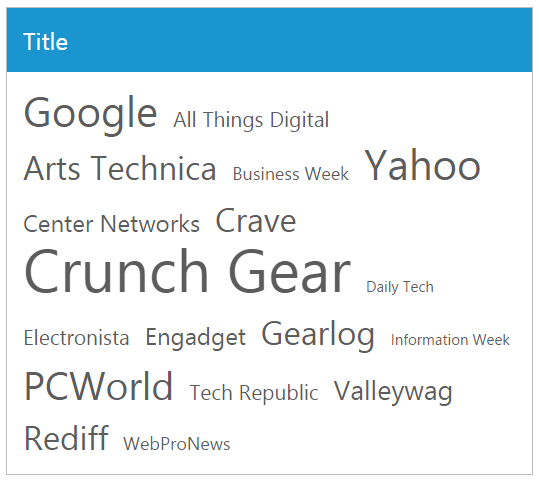 Title
Google All Things Digital
Arts Technica Business Week Yahoo
Center Networks Crave
Crunch Gear Daily Tech
Electronista Engadget Gearlog Information Week
PCWorld Tech Republic Valleywag
Rediff WebProNews